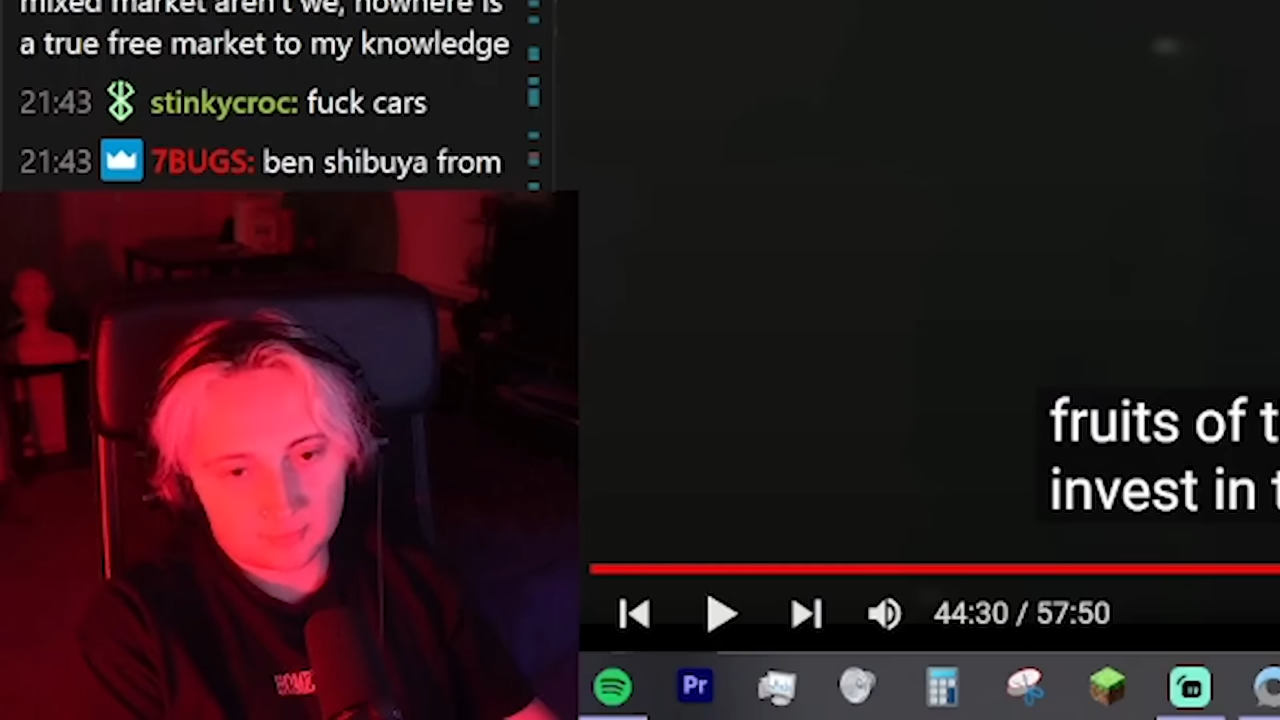 mixed market aren't we, nowhere is
a true free market to my knowledge
21:43 stinkycroc: fuck cars
21:43 7BUGS: ben shibuya from
fruits of t
invest in t
HOME
44:30 / 57:50
Pr